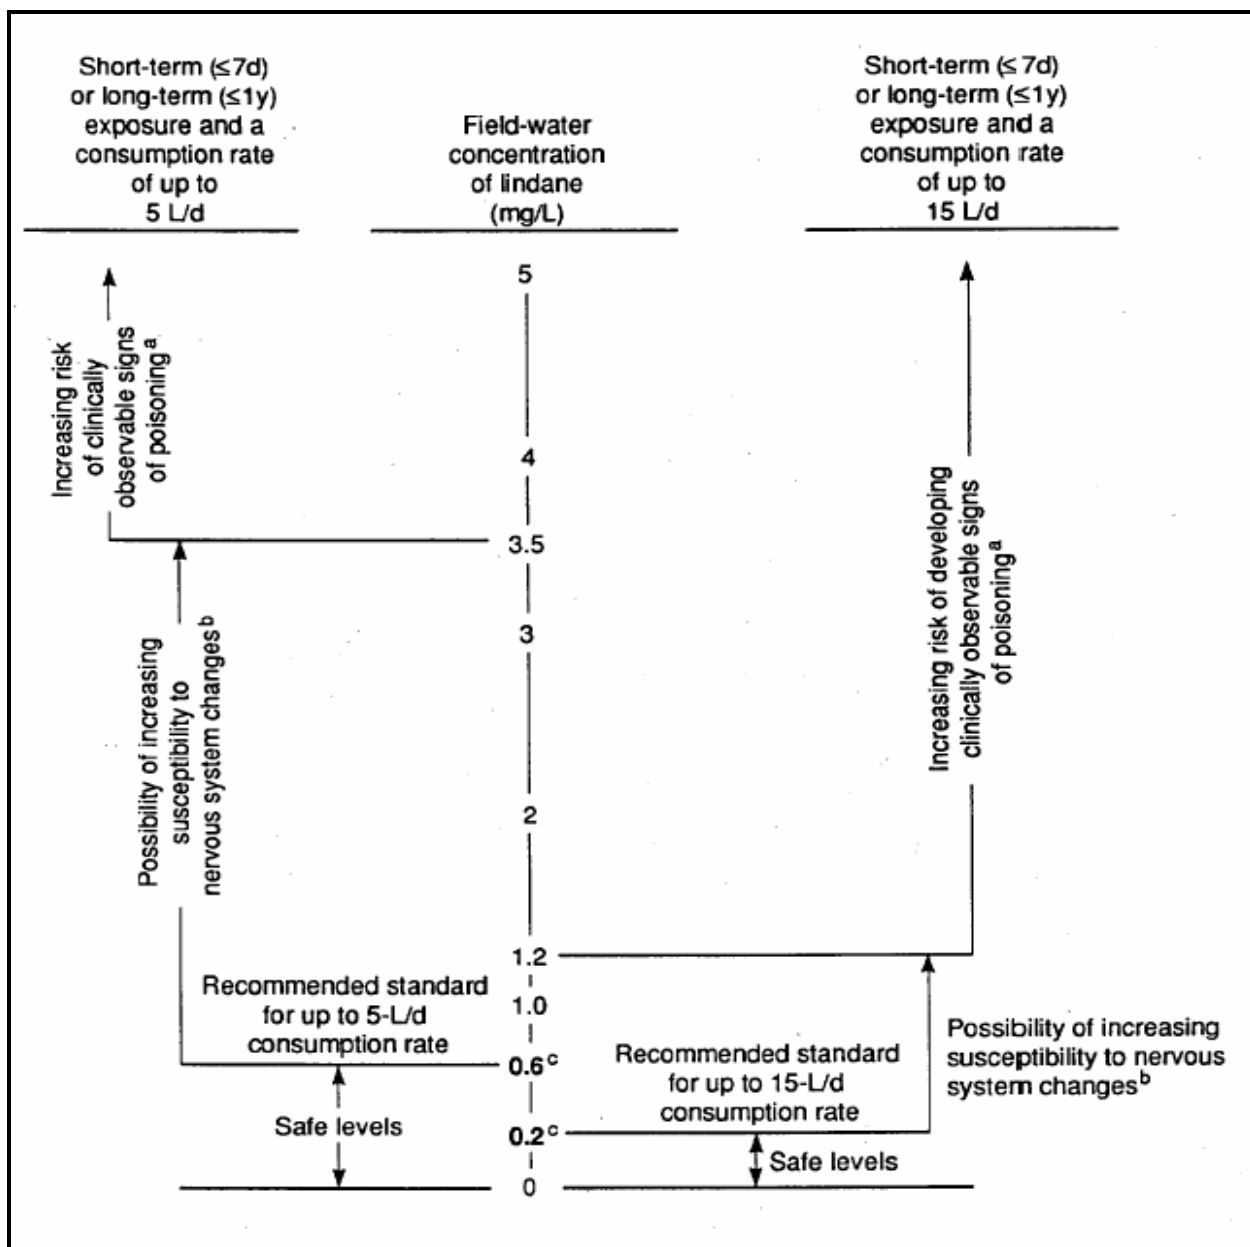 Short-term (≤7d)
or long-term (≤1y)
exposure and a
consumption rate
of up to
5 L/d
Field-water
concentration
of lindane
(mg/L)
Short-term (≤7d)
or long-term (≤1y)
exposure and a
consumption rate
of up to
15 L/d
Increasing risk
of clinically
observable signs
of poisoning^a
Possibility of increasing
susceptibility to
nervous system changes^b
5
4
3.5
3
2
1.2
1.0
0.6^c
0.2^c
0
Recommended standard
for up to 5-L/d
consumption rate
Safe levels
Increasing risk of developing
clinically observable signs
of poisoning^a
Possibility of increasing
susceptibility to nervous
system changes^b
Recommended standard
for up to 15-L/d
consumption rate
Safe levels